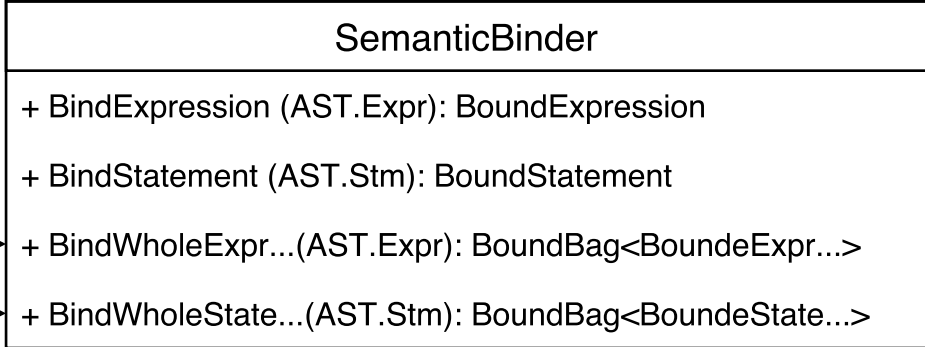 SemanticBinder
+ BindExpression (AST.Expr): BoundExpression
+ BindStatement (AST.Stm): BoundStatement
+ BindWholeExpr...(AST.Expr): BoundBag<BoundeExpr...>
+ BindWholeState...(AST.Stm): BoundBag<BoundeState...>